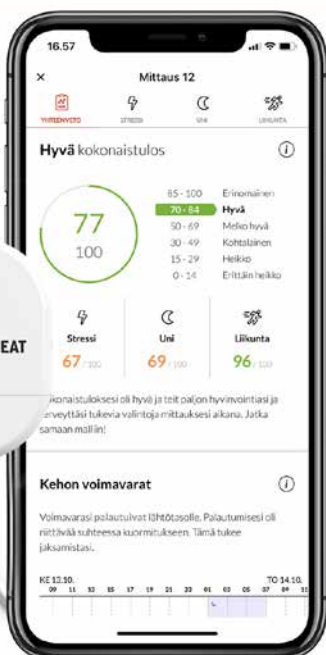 16.57
Mittaus 12
YHTEENVETO STRESSI UNI LIIKUNTA
Hyvä kokonaistulos
77
100
85 - 100 Erinomainen
70 - 84 Hyvä
50 - 69 Melko hyvä
30 - 49 Kohtalainen
15 - 29 Heikko
0 - 14 Erittäin heikko
EAT
Stressi Uni Liikunta
67 / 100 69 / 100 96 / 100
konaistuloksesi oli hyvä ja teit paljon hyvinvointiasi ja
erveyttäsi tukevia valintoja mittauksesi aikana. Jatka
samaan malliin!
Kehon voimavarat
Voimavarasi palautuivat lähtötasolle. Palautumisesi oli
riittävää suhteessa kuormitukseen. Tämä tukee
jaksamistasi.
KE 13.10. TO 14.10.
09 11 13 15 17 19 21 23 01 03 05 07 09 11